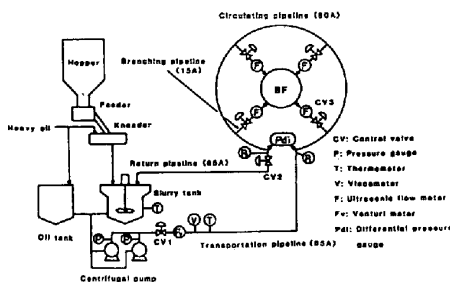 Circulating pipeline (80A)
Hopper
Branching pipeline
(15A)
F
F
BF
Feeder
Kneader
Heavy oil
F
F
CV3
Pdi
CV: Control valve
P: Pressure gauge
T: Thermometer
V: Viscometer
F: Ultrasonic flow meter
Fv: Venturi meter
Pdi: Differential pressure
gauge
Return pipeline (65A)
CV2
Slurry tank
T
Oil tank
V
T
P
P
CV1
Transportation pipeline (65A)
Centrifugal pump